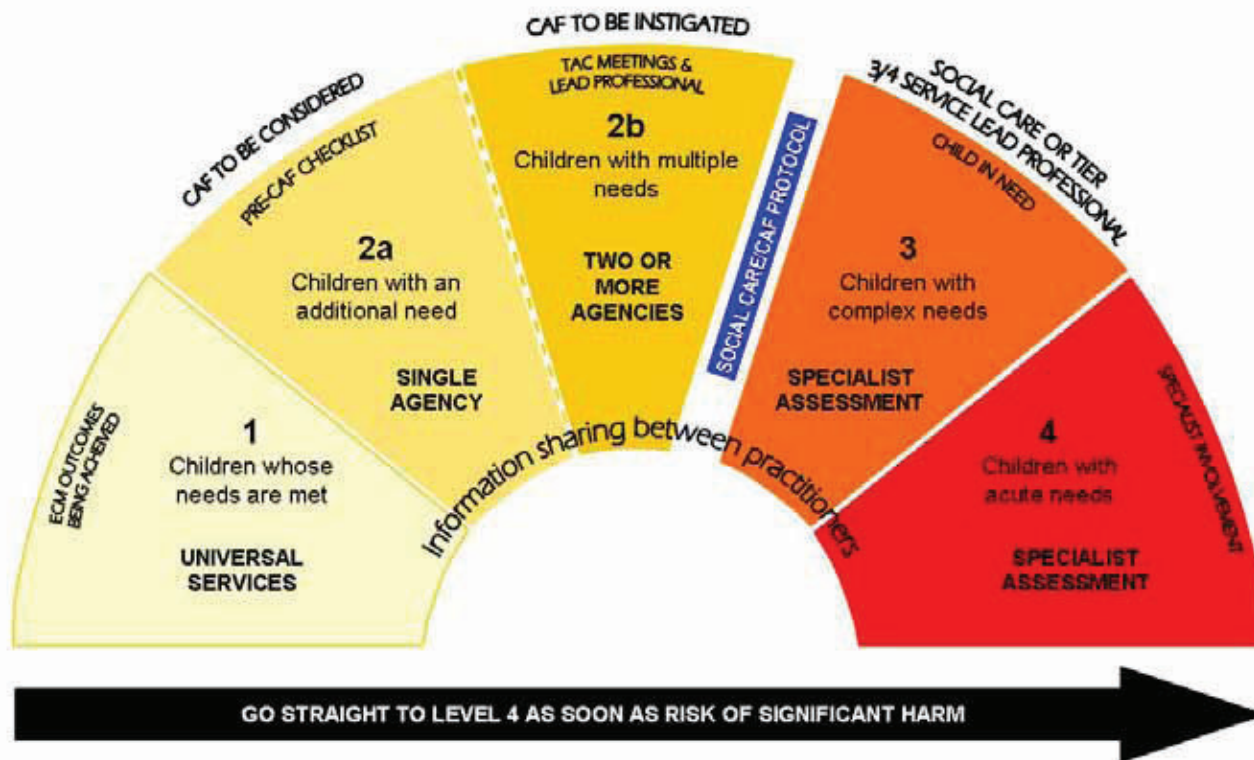 CAF TO BE INSTIGATED
TAC MEETINGS &
LEAD PROFESSIONAL
2b
Children with multiple
needs
TWO OR
MORE
AGENCIES
CAF TO BE CONSIDERED
PRE-CAF CHECKLIST
2a
Children with an
additional need
SINGLE
AGENCY
SOCIAL CARE/CAF PROTOCOL
SOCIAL CARE OR TIER
3/4 SERVICE LEAD PROFESSIONAL
CHILD IN NEED
3
Children with
complex needs
SPECIALIST
ASSESSMENT
ECM OUTCOMES
BEING ACHEIVED
1
Children whose
needs are met
UNIVERSAL
SERVICES
Information sharing between practitioners
SPECIALIST INVOLVEMENT
4
Children with
acute needs
SPECIALIST
ASSESSMENT
GO STRAIGHT TO LEVEL 4 AS SOON AS RISK OF SIGNIFICANT HARM